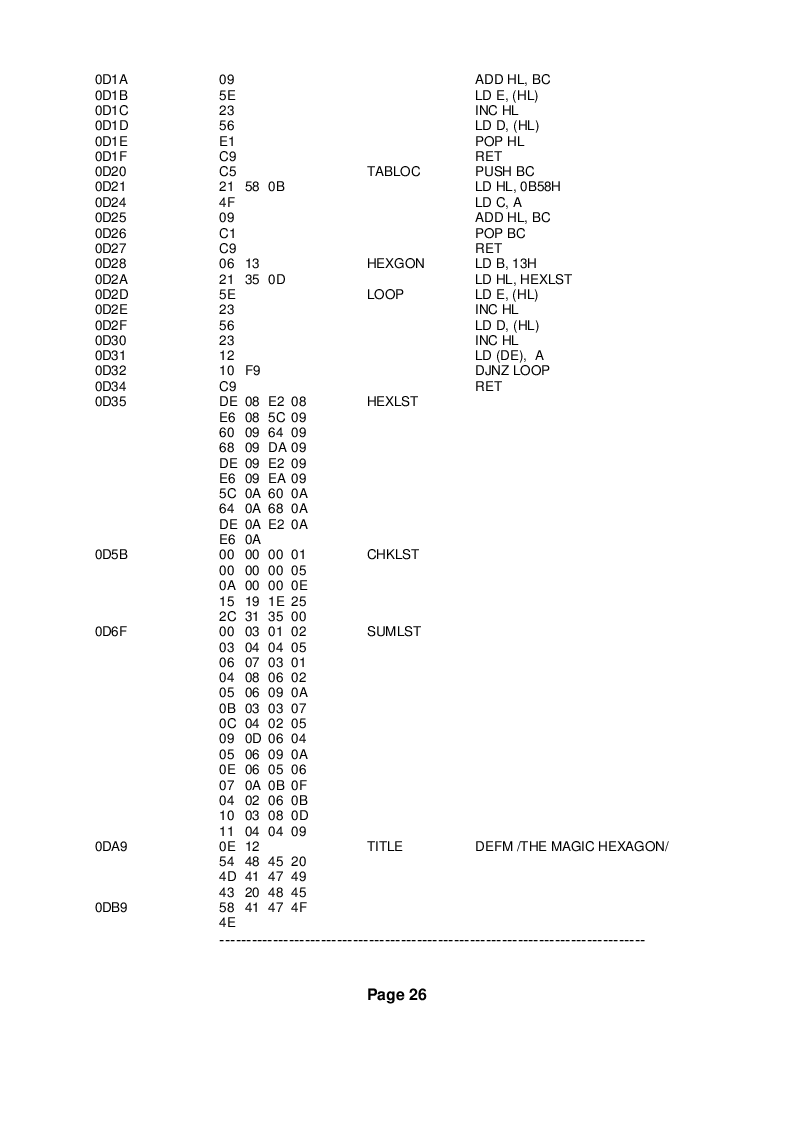 0D1A 09 ADD HL, BC
0D1B 5E LD E, (HL)
0D1C 23 INC HL
0D1D 56 LD D, (HL)
0D1E E1 POP HL
0D1F C9 RET
0D20 C5 TABLOC PUSH BC
0D21 21 58 0B LD HL, 0B58H
0D24 4F LD C, A
0D25 09 ADD HL, BC
0D26 C1 POP BC
0D27 C9 RET
0D28 06 13 HEXGON LD B, 13H
0D2A 21 35 0D LD HL, HEXLST
0D2D 5E LOOP LD E, (HL)
0D2E 23 INC HL
0D2F 56 LD D, (HL)
0D30 23 INC HL
0D31 12 LD (DE), A
0D32 10 F9 DJNZ LOOP
0D34 C9 RET
0D35 DE 08 E2 08 HEXLST
E6 08 5C 09
60 09 64 09
68 09 DA 09
DE 09 E2 09
E6 09 EA 09
5C 0A 60 0A
64 0A 68 0A
DE 0A E2 0A
E6 0A
0D5B 00 00 00 01 CHKLST
00 00 00 05
0A 00 00 0E
15 19 1E 25
2C 31 35 00
0D6F 00 03 01 02 SUMLST
03 04 04 05
06 07 03 01
04 08 06 02
05 06 09 0A
0B 03 03 07
0C 04 02 05
09 0D 06 04
05 06 09 0A
0E 06 05 06
07 0A 0B 0F
04 02 06 0B
10 03 08 0D
11 04 04 09
0DA9 0E 12 TITLE DEFM /THE MAGIC HEXAGON/
54 48 45 20
4D 41 47 49
43 20 48 45
0DB9 58 41 47 4F
4E
--------------------------------------------------------------------------------
Page 26